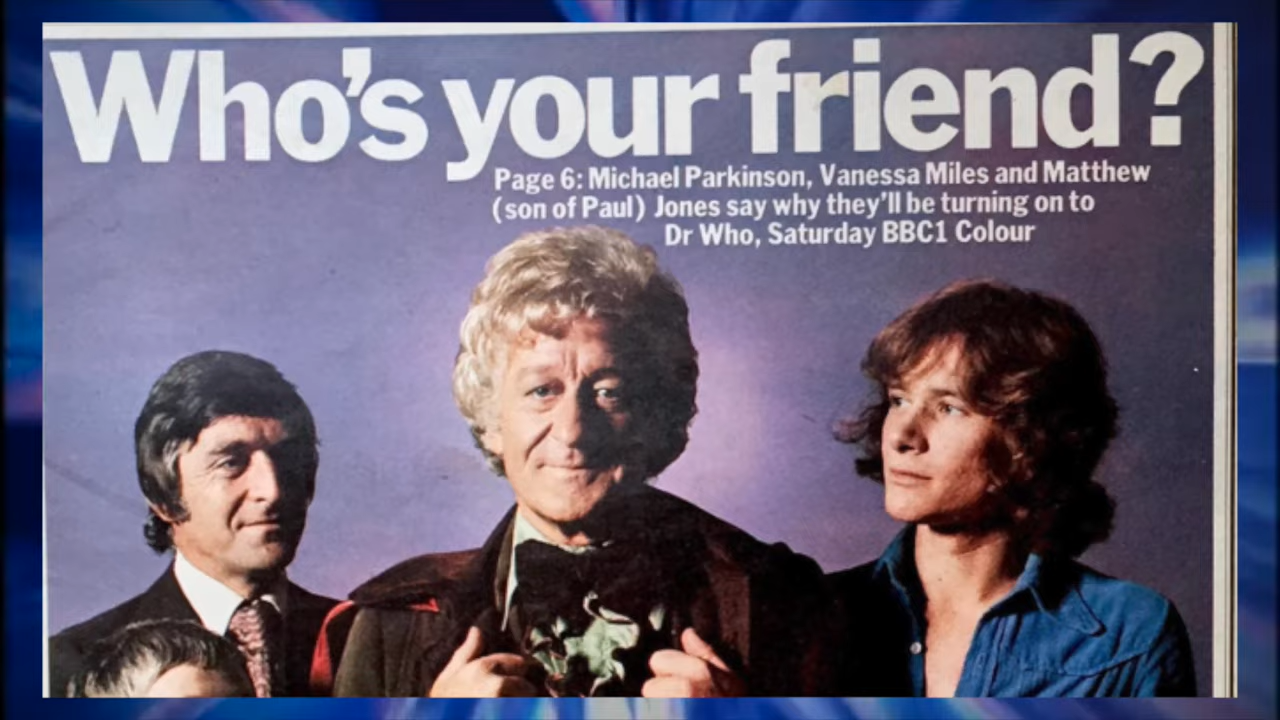 Who's your friend?
Page 6: Michael Parkinson, Vanessa Miles and Matthew
(son of Paul) Jones say why they'll be turning on to
Dr Who, Saturday BBC1 Colour